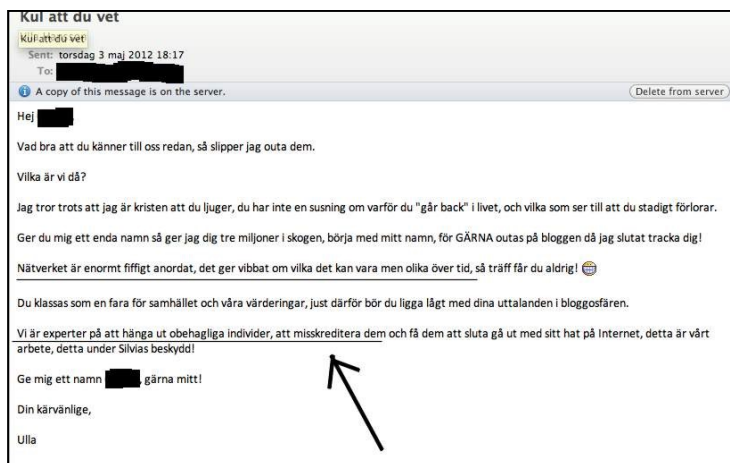 Kul att du vet
Kul att du vet
Sent: torsdag 3 maj 2012 18:17
To:
A copy of this message is on the server. Delete from server
Hej
Vad bra att du känner till oss redan, så slipper jag outa dem.
Vilka är vi då?
Jag tror trots att jag är kristen att du ljuger, du har inte en susning om varför du "går back" i livet, och vilka som ser till att du stadigt förlorar.
Ger du mig ett enda namn så ger jag dig tre miljoner i skogen, börja med mitt namn, för GÄRNA outas på bloggen då jag slutat tracka dig!
Nätverket är enormt fiffigt anordat, det ger vibbat om vilka det kan vara men olika över tid, så träff får du aldrig!
Du klassas som en fara för samhället och våra värderingar, just därför bör du ligga lågt med dina uttalanden i bloggosfären.
Vi är experter på att hänga ut obehagliga individer, att misskreditera dem och få dem att sluta gå ut med sitt hat på Internet, detta är vårt
arbete, detta under Silvias beskydd!
Ge mig ett namn , gärna mitt!
Din kärvänlige,
Ulla